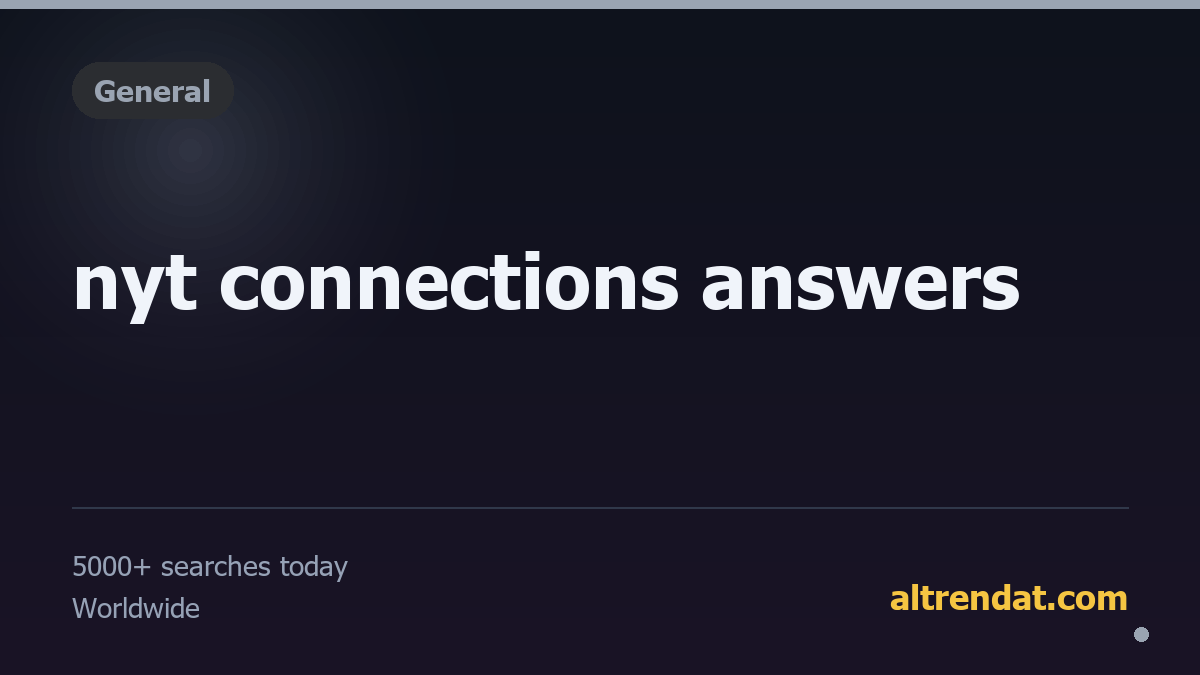 General
nyt connections answers
5000+ searches today
Worldwide
altrendat.com